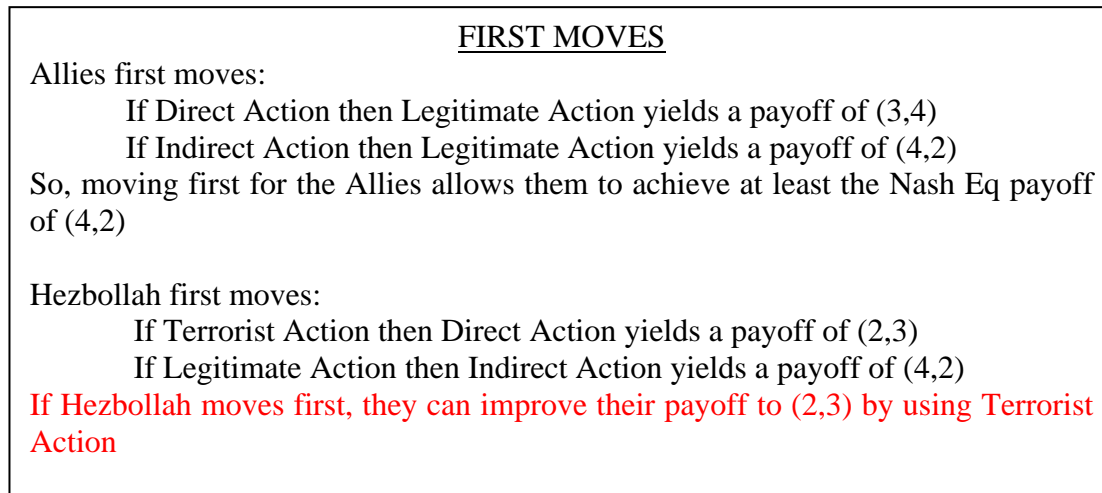 FIRST MOVES
Allies first moves:
If Direct Action then Legitimate Action yields a payoff of (3,4)
If Indirect Action then Legitimate Action yields a payoff of (4,2)
So, moving first for the Allies allows them to achieve at least the Nash Eq payoff
of (4,2)
Hezbollah first moves:
If Terrorist Action then Direct Action yields a payoff of (2,3)
If Legitimate Action then Indirect Action yields a payoff of (4,2)
If Hezbollah moves first, they can improve their payoff to (2,3) by using Terrorist
Action